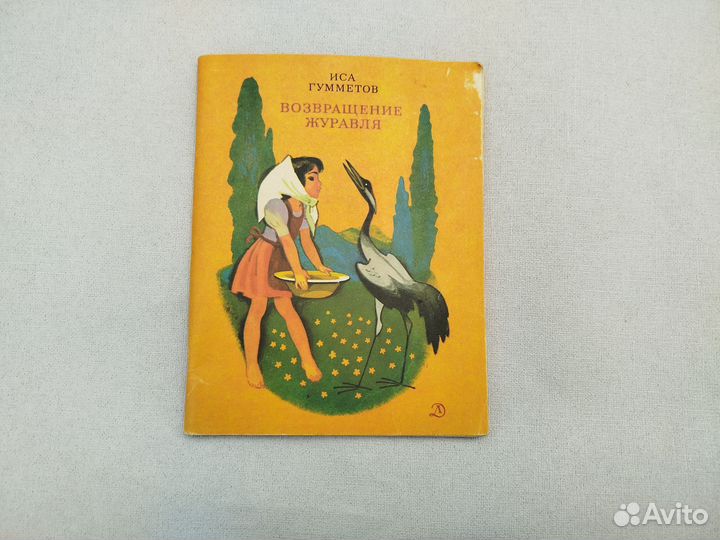 ИСА
ГУММЕТОВ
ВОЗВРАЩЕНИЕ
ЖУРАВЛЯ
Д
Avito